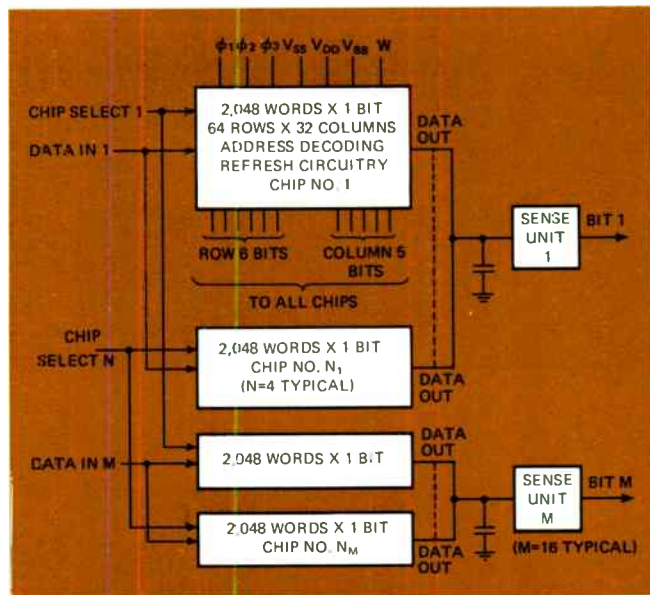 ϕ1 ϕ2 ϕ3 VSS VDD VBB W
CHIP SELECT 1
DATA IN 1
2,048 WORDS X 1 BIT
64 ROWS X 32 COLUMNS
ADDRESS DECODING
REFRESH CIRCUITRY
CHIP NO. 1
DATA
OUT
ROW 6 BITS
COLUMN 5
BITS
TO ALL CHIPS
SENSE
UNIT
1
BIT 1
CHIP
SELECT N
2,048 WORDS X 1 BIT
CHIP NO. N1
(N=4 TYPICAL)
DATA
OUT
DATA IN M
2,048 WORDS X 1 BIT
DATA
OUT
2,048 WORDS X 1 BIT
CHIP NO. NM
DATA
OUT
SENSE
UNIT
M
BIT M
(M=16 TYPICAL)